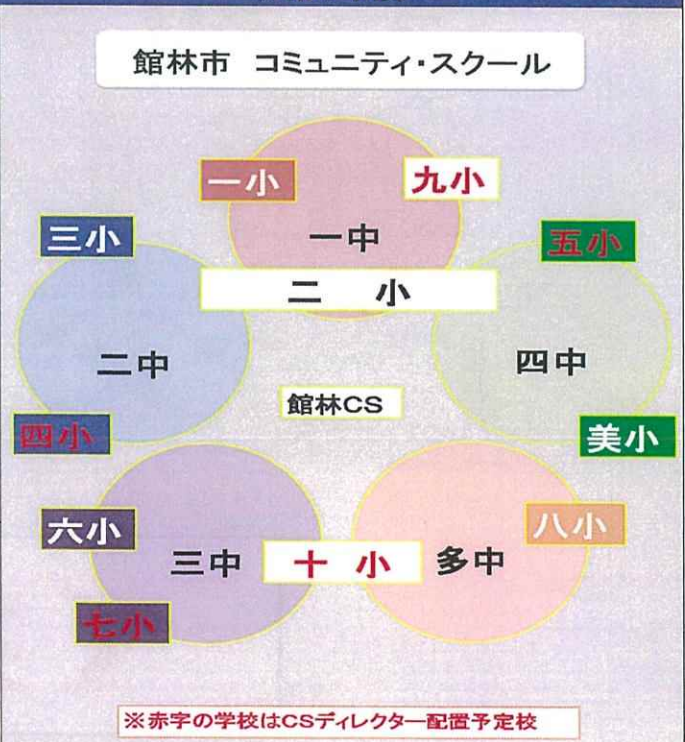 館林市 コミュニティ・スクール
一小
九小
三小
一中
五小
二 小
二中
四中
館林CS
四小
美小
六小
八小
三中
十 小
多中
七小
※赤字の学校はCSディレクター配置予定校